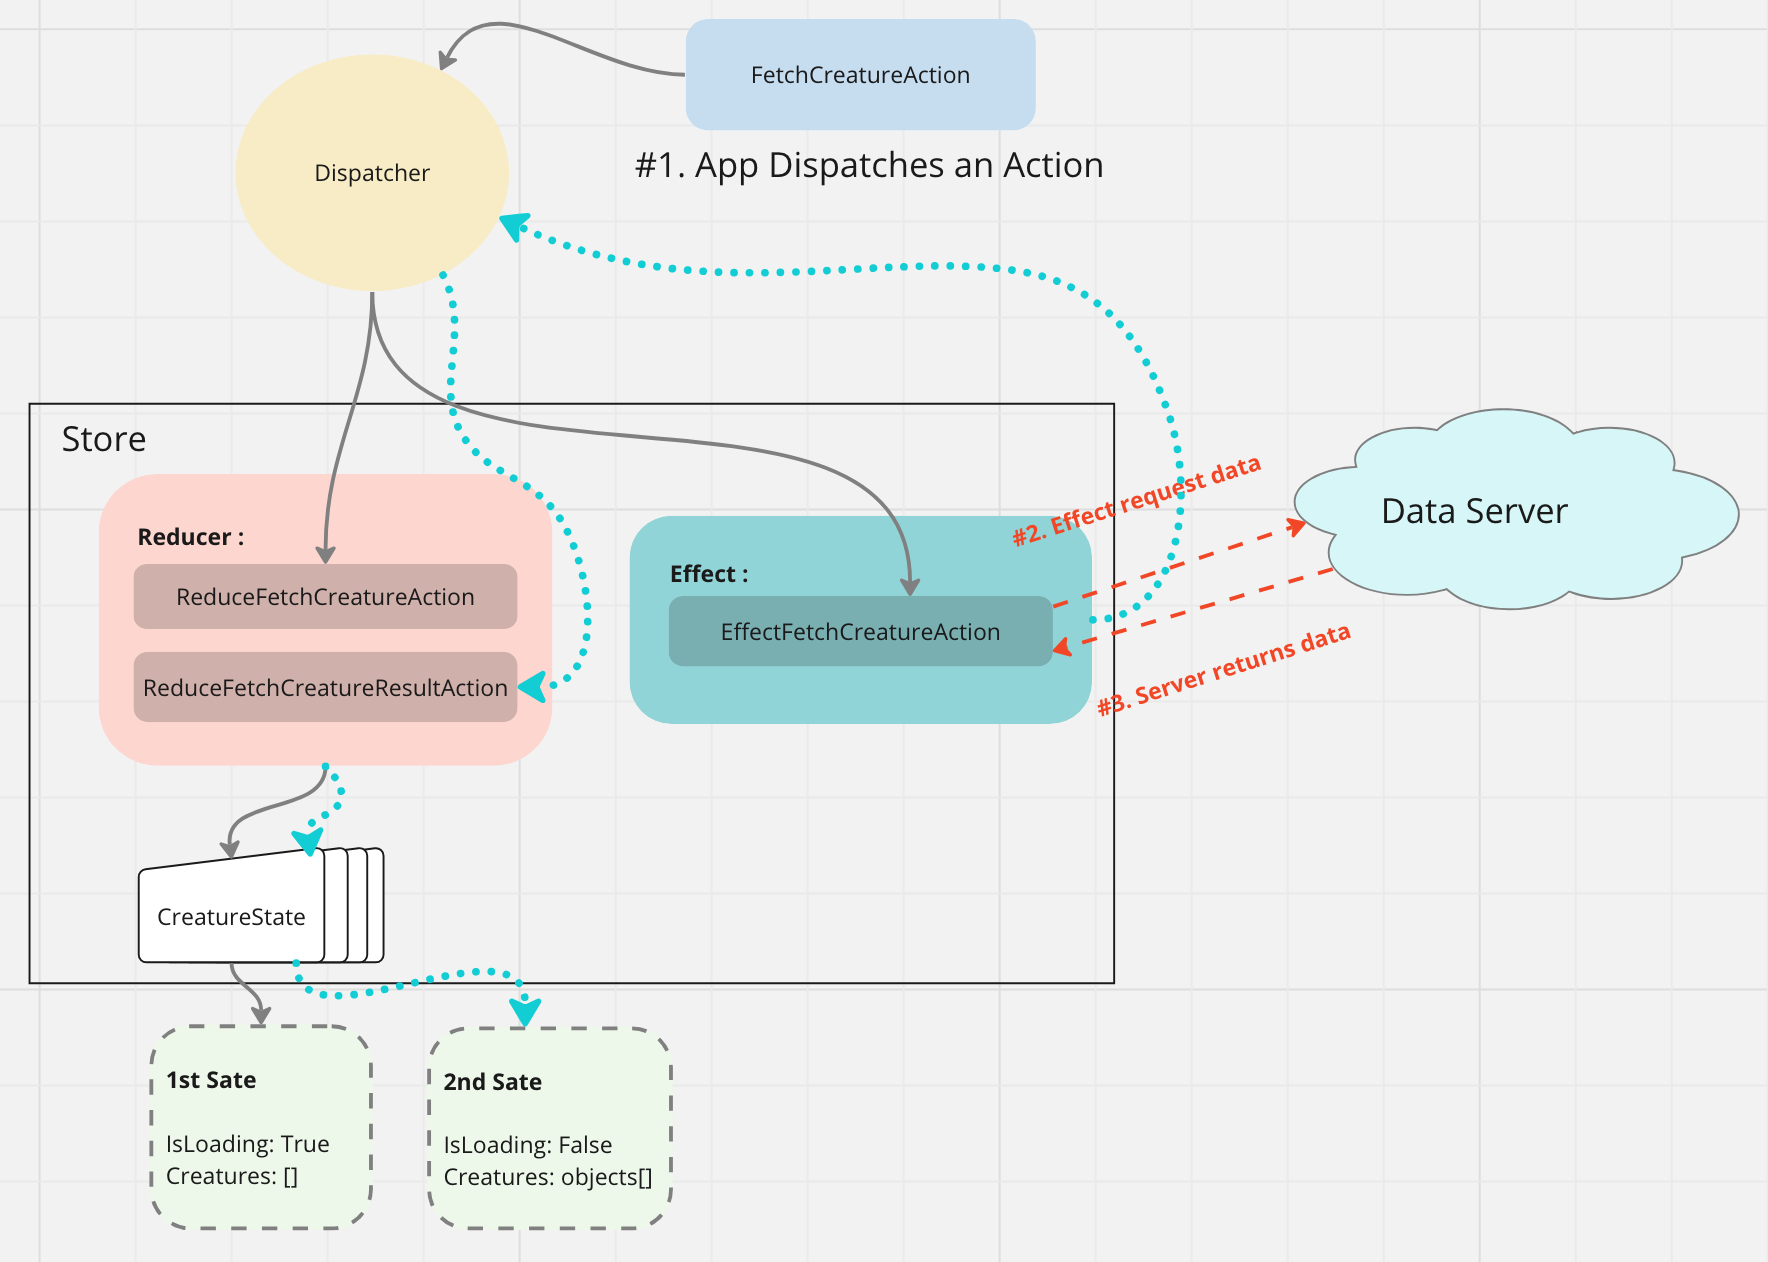 FetchCreatureAction
Dispatcher
#1. App Dispatches an Action
Store
#2. Effect request data
Data Server
Reducer :
ReduceFetchCreatureAction
ReduceFetchCreatureResultAction
Effect :
EffectFetchCreatureAction
#3. Server returns data
CreatureState
1st Sate
IsLoading: True
Creatures: []
2nd Sate
IsLoading: False
Creatures: objects[]